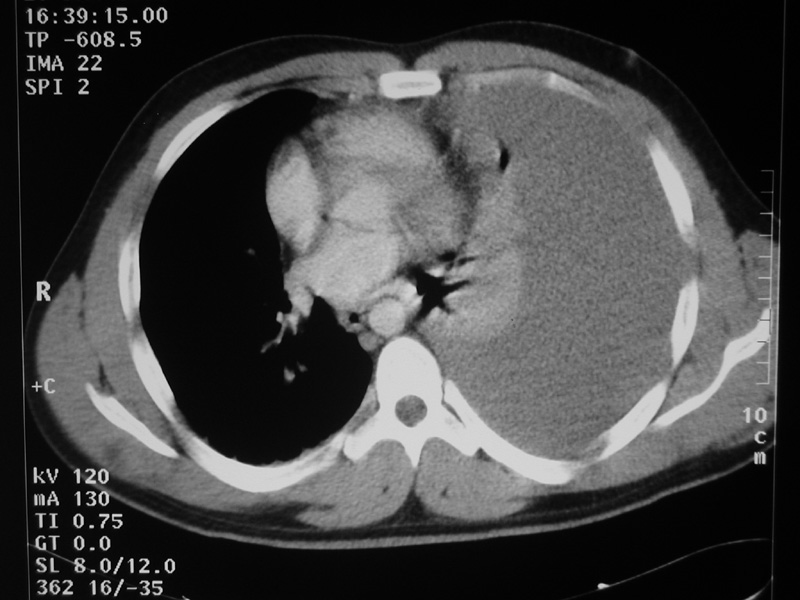 16:39:15.00
TP -608.5
IMA 22
SPI 2
R
+C
10
c
m
kV 120
mA 130
TI 0.75
GT 0.0
SL 8.0/12.0
362 16/-35